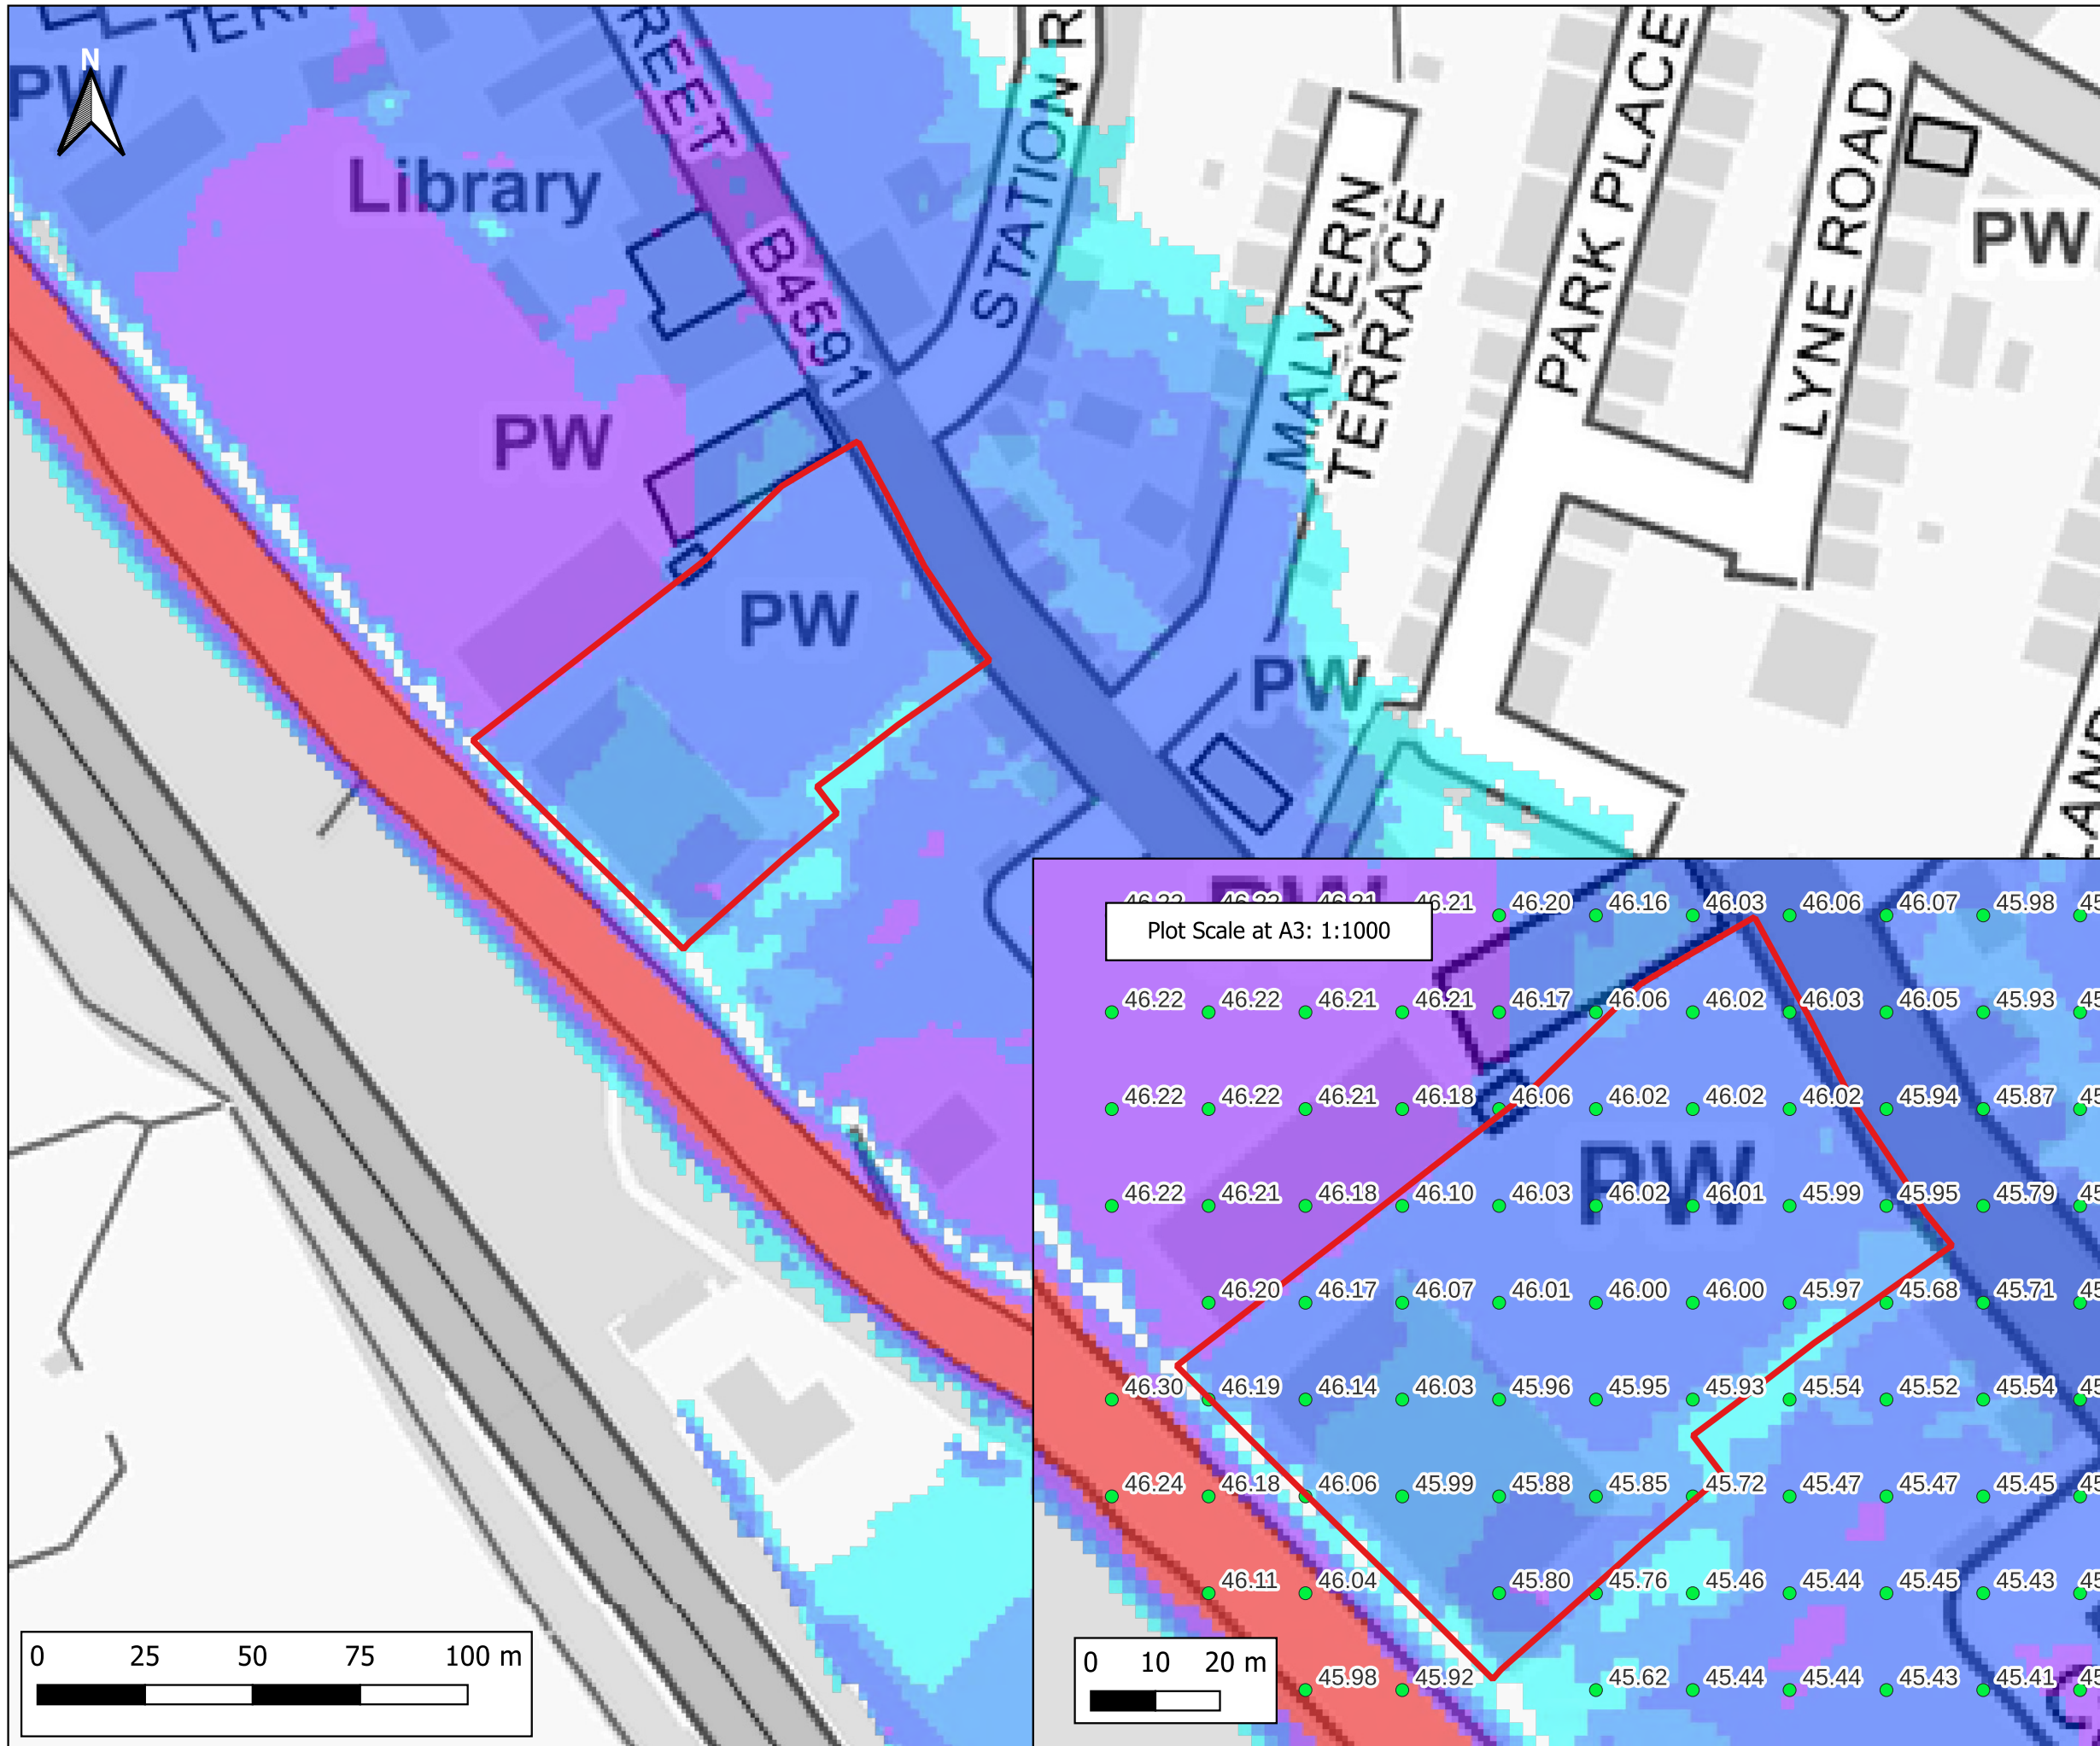 TERR
REET
STATION R
PARK PLACE
LYNE ROAD
N
PW
Library
B4591
MALVERN
TERRACE
PW
PW
PW
PW
LAND
Plot Scale at A3: 1:1000
46.21 46.20 46.16 46.03 46.06 46.07 45.98
46.22 46.22 46.21 46.21 46.17 46.06 46.02 46.03 46.05 45.93
46.22 46.22 46.21 46.18 46.06 46.02 46.02 46.02 45.94 45.87
PW
46.22 46.21 46.18 46.10 46.03 46.02 46.01 45.99 45.95 45.79
46.20 46.17 46.07 46.01 46.00 46.00 45.97 45.68 45.71
46.30 46.19 46.14 46.03 45.96 45.95 45.93 45.54 45.52 45.54
46.24 46.18 46.06 45.99 45.88 45.85 45.72 45.47 45.47 45.45
46.11 46.04 45.80 45.76 45.46 45.44 45.45 45.43
45.98 45.92 45.62 45.44 45.44 45.43 45.41
0 10 20 m
0 25 50 75 100 m